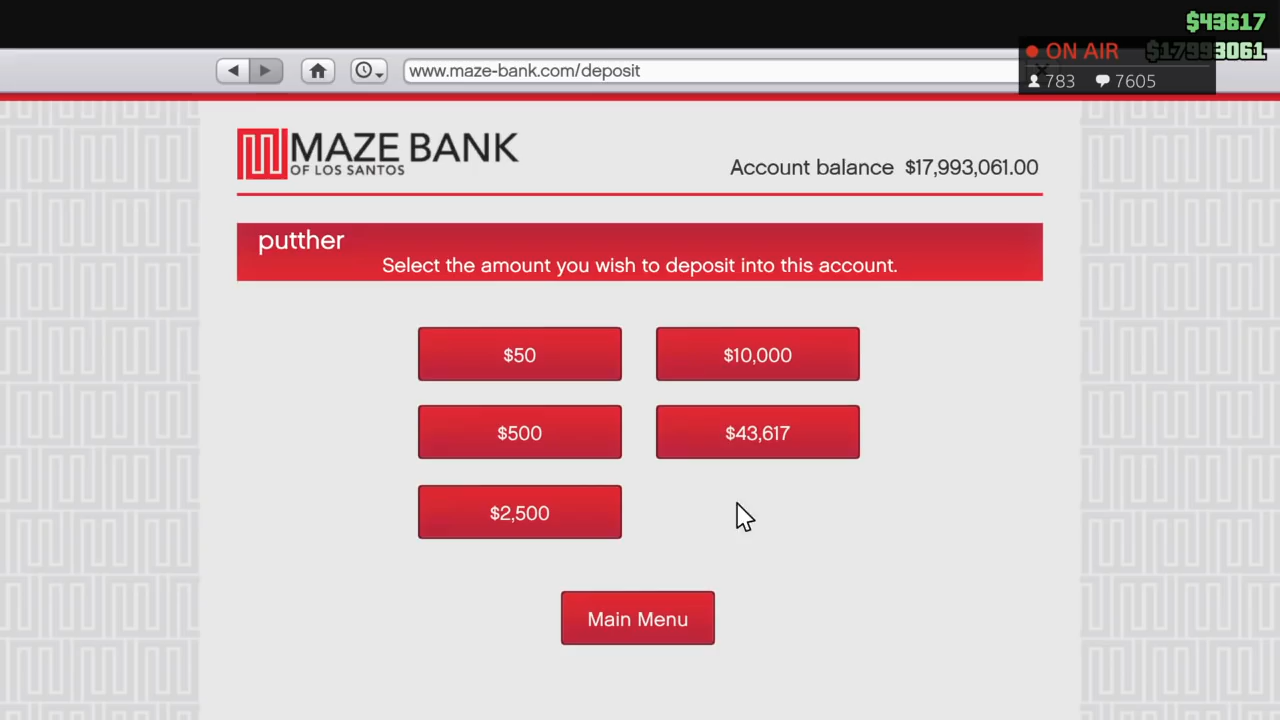 $43617
ON AIR
$17993061
783 7605
www.maze-bank.com/deposit
MAZE BANK
OF LOS SANTOS
Account balance $17,993,061.00
putther
Select the amount you wish to deposit into this account.
$50 $10,000
$500 $43,617
$2,500
Main Menu